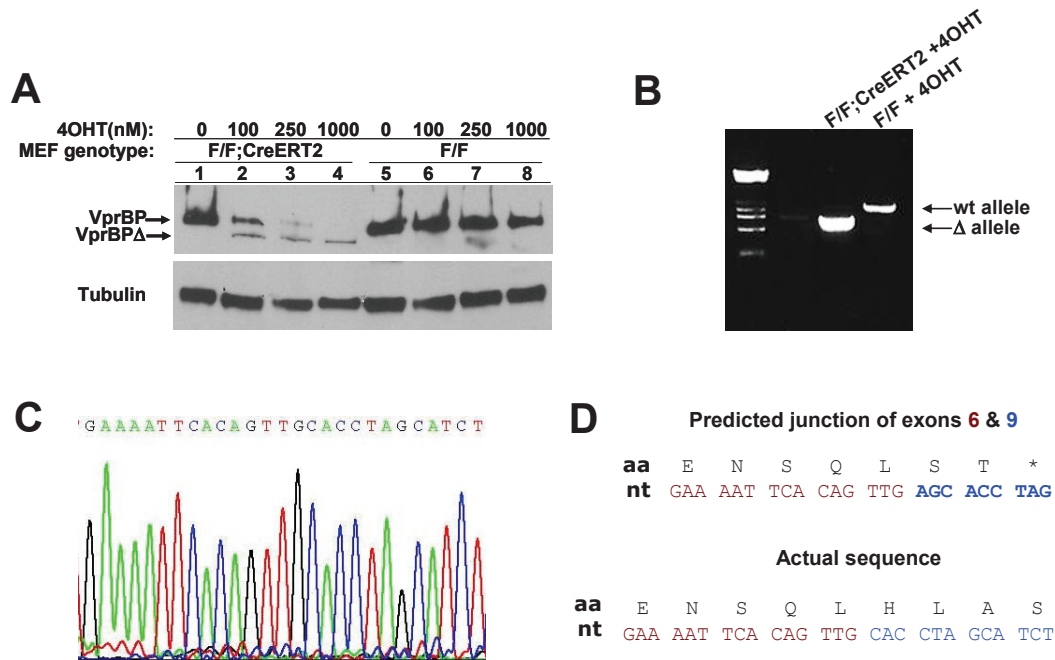 A
4OHT(nM): 0 100 250 1000 0 100 250 1000
MEF genotype: F/F;CreERT2 F/F
1 2 3 4 5 6 7 8
VprBP
VprBPΔ
Tubulin
B
F/F;CreERT2 +4OHT
F/F + 4OHT
wt allele
Δ allele
C
GAAAATTCACAGTTGCACCTAGCATCT
D
Predicted junction of exons 6 & 9
aa E N S Q L S T *
nt GAA AAT TCA CAG TTG AGC ACC TAG
Actual sequence
aa E N S Q L H L A S
nt GAA AAT TCA CAG TTG CAC CTA GCA TCT